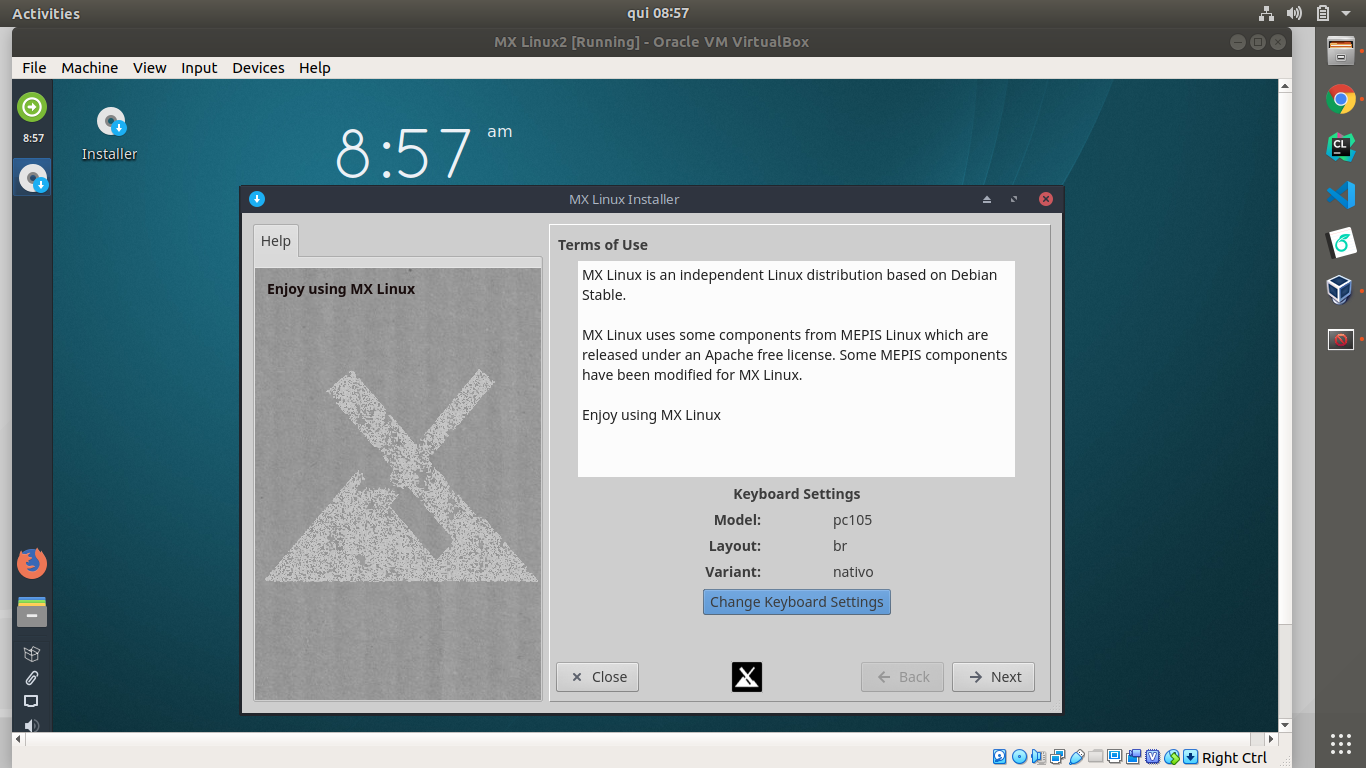 Activities
qui 08:57
MX Linux2 [Running] - Oracle VM VirtualBox
File Machine View Input Devices Help
8:57
Installer
8:57 am
MX Linux Installer
Help
Enjoy using MX Linux
Terms of Use
MX Linux is an independent Linux distribution based on Debian
Stable.
MX Linux uses some components from MEPIS Linux which are
released under an Apache free license. Some MEPIS components
have been modified for MX Linux.
Enjoy using MX Linux
Keyboard Settings
Model: pc105
Layout: br
Variant: nativo
Change Keyboard Settings
Close
Back
Next
CL
Right Ctrl